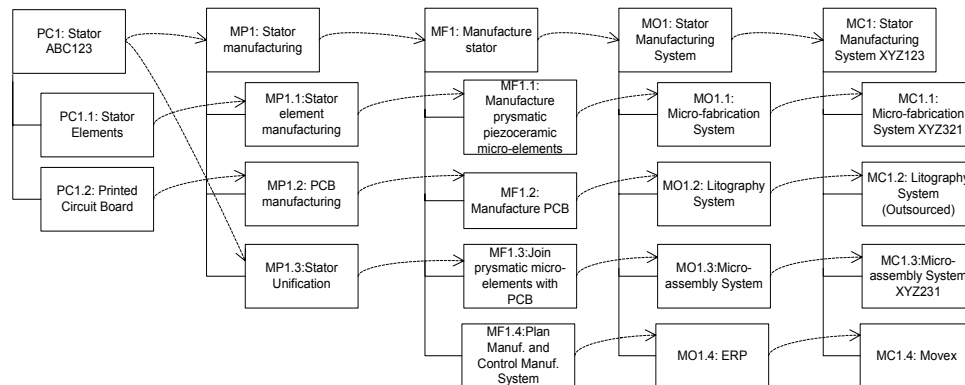 PC1: Stator
ABC123
MP1: Stator
manufacturing
MF1: Manufacture
stator
MO1: Stator
Manufacturing
System
MC1: Stator
Manufacturing
System XYZ123
PC1.1: Stator
Elements
MP1.1:Stator
element
manufacturing
MF1.1:
Manufacture
prysmatic
piezoceramic
micro-elements
MO1.1:
Micro-fabrication
System
MC1.1:
Micro-fabrication
System XYZ321
PC1.2: Printed
Circuit Board
MP1.2: PCB
manufacturing
MF1.2:
Manufacture PCB
MO1.2: Litography
System
MC1.2: Litography
System
(Outsourced)
MP1.3:Stator
Unification
MF1.3:Join
prysmatic micro-
elements with
PCB
MO1.3:Micro-
assembly System
MC1.3:Micro-
assembly System
XYZ231
MF1.4:Plan
Manuf. and
Control Manuf.
System
MO1.4: ERP
MC1.4: Movex